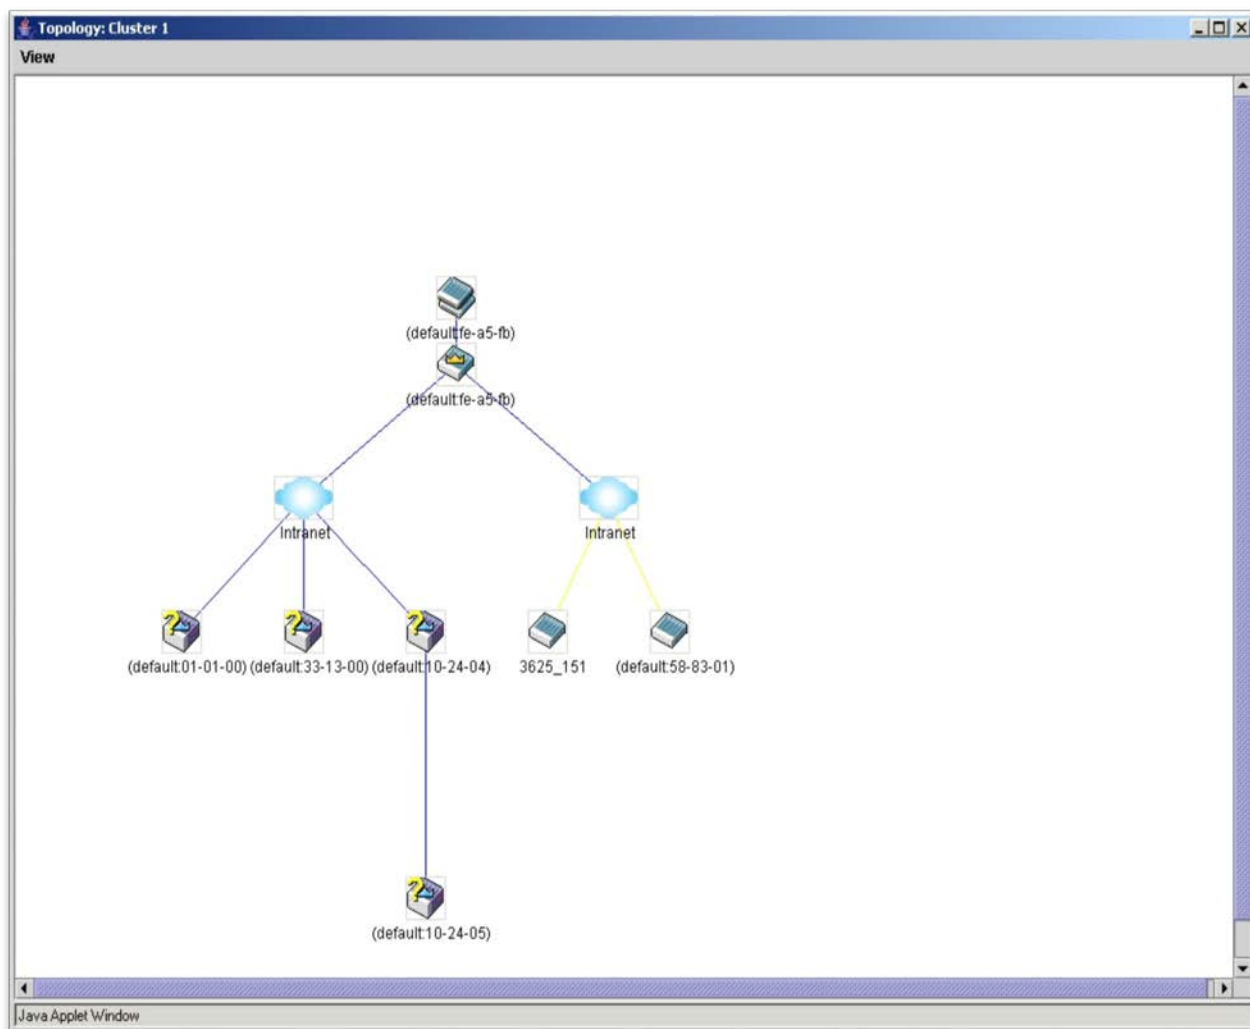 Topology: Cluster 1
View
(default:fe-a5-fb)
(default:fe-a5-fb)
Intranet
Intranet
(default:01-01-00)
(default:33-13-00)
(default:10-24-04)
3625_151
(default:58-83-01)
(default:10-24-05)
Java Applet Window